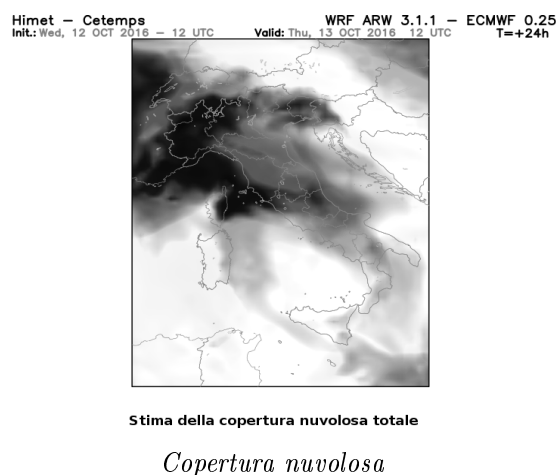 Himet – Cetemps WRF ARW 3.1.1 – ECMWF 0.25
Init.: Wed, 12 OCT 2016 – 12 UTC Valid: Thu, 13 OCT 2016 12 UTC T=+24h
Stima della copertura nuvolosa totale
Copertura nuvolosa